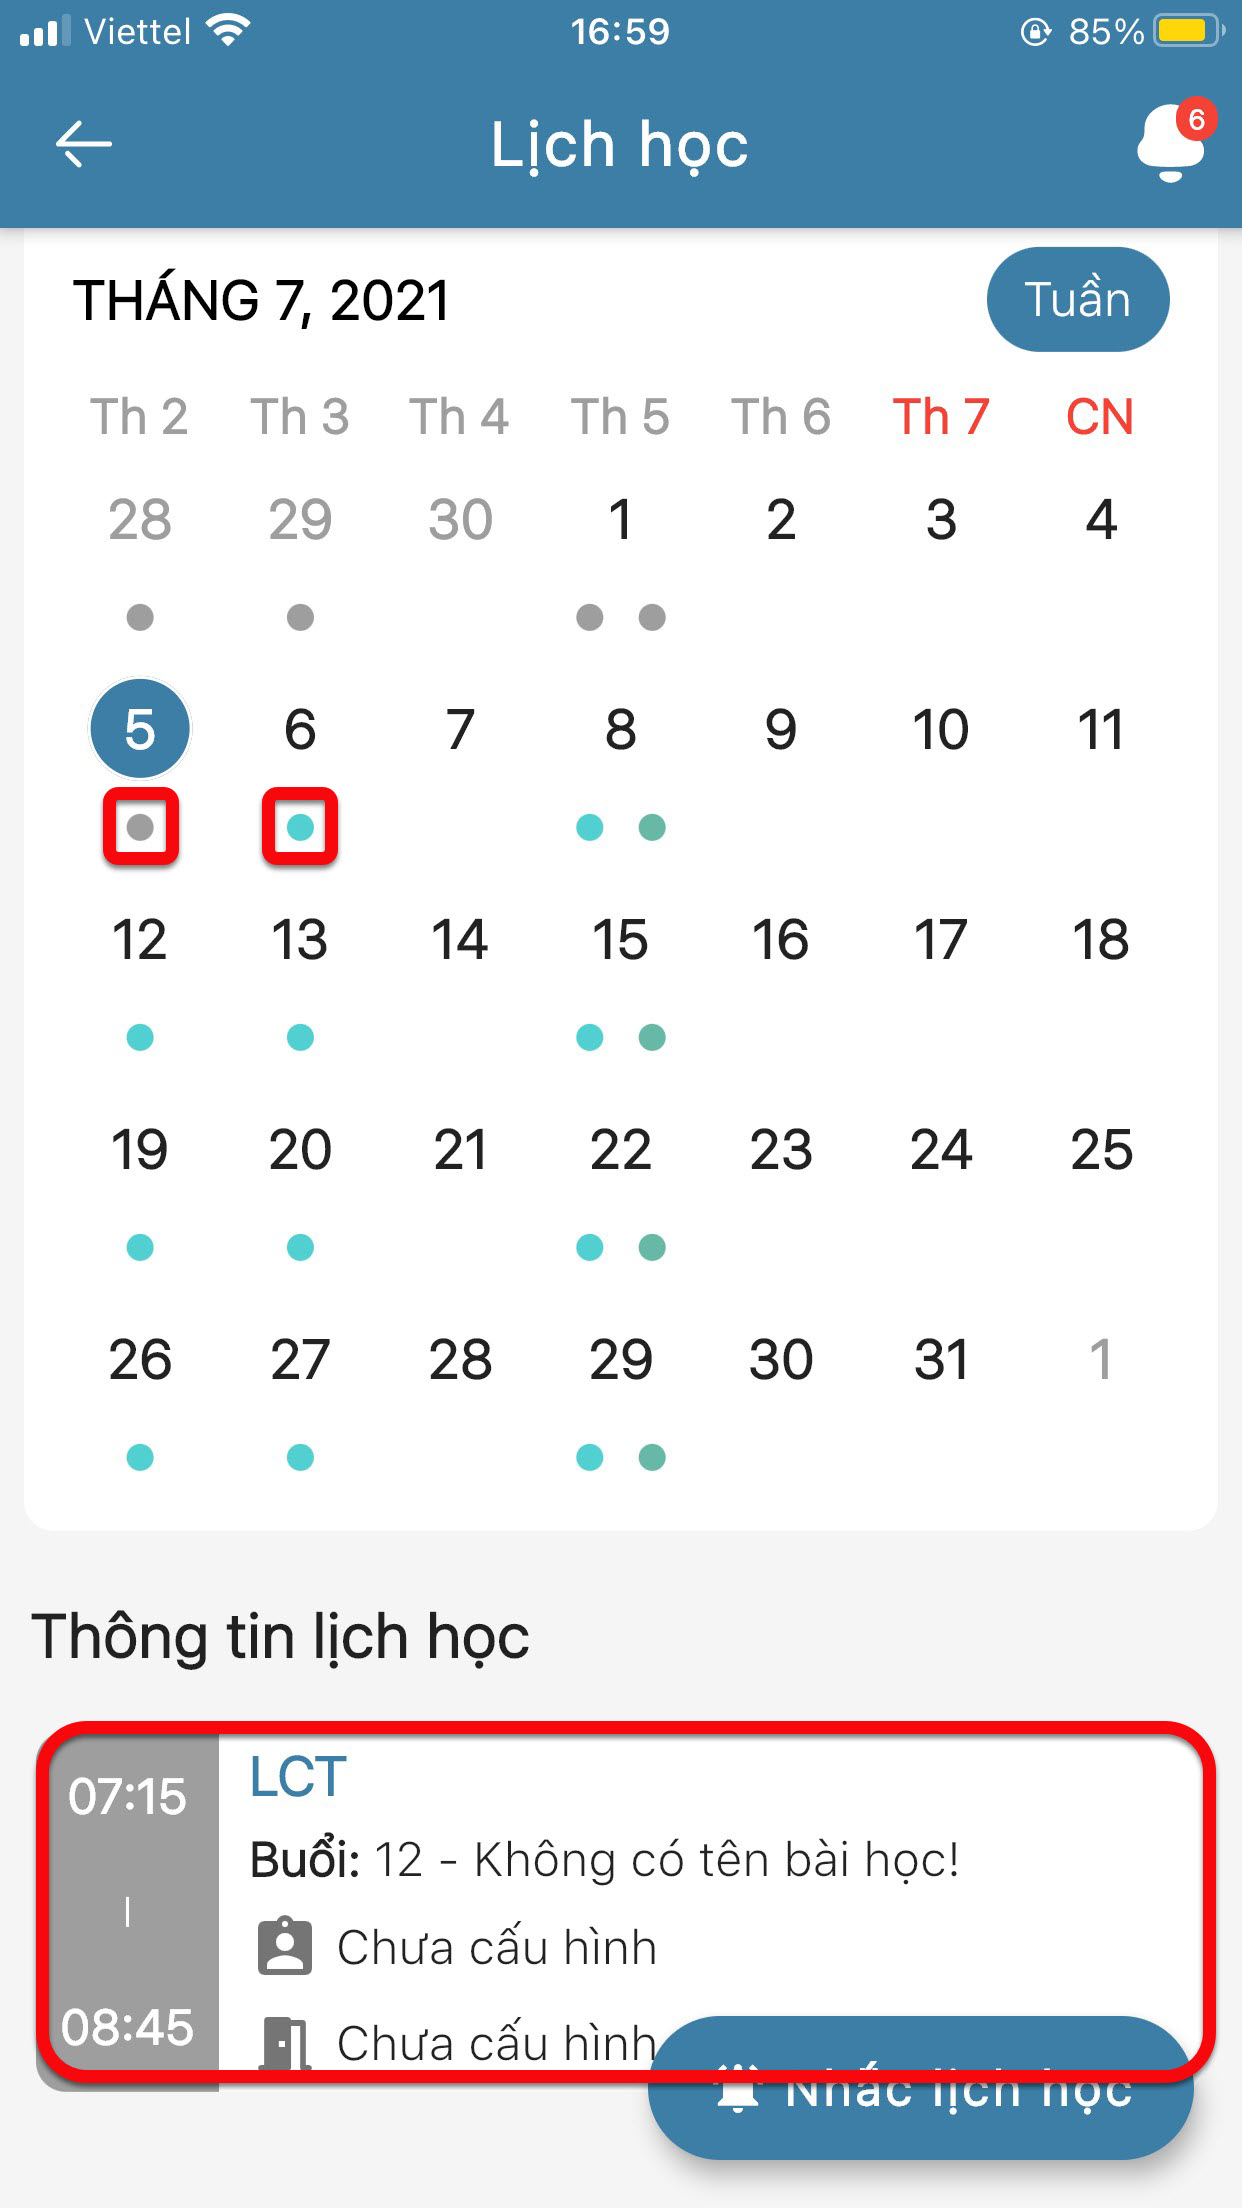 Viettel 16:59 85%
Lịch học 6
THÁNG 7, 2021 Tuần
Th 2 Th 3 Th 4 Th 5 Th 6 Th 7 CN
28 29 30 1 2 3 4
5 6 7 8 9 10 11
12 13 14 15 16 17 18
19 20 21 22 23 24 25
26 27 28 29 30 31 1
Thông tin lịch học
07:15
LCT
Buổi: 12 - Không có tên bài học!
Chưa cấu hình
08:45
Chưa cấu hình
Nhắc lịch học